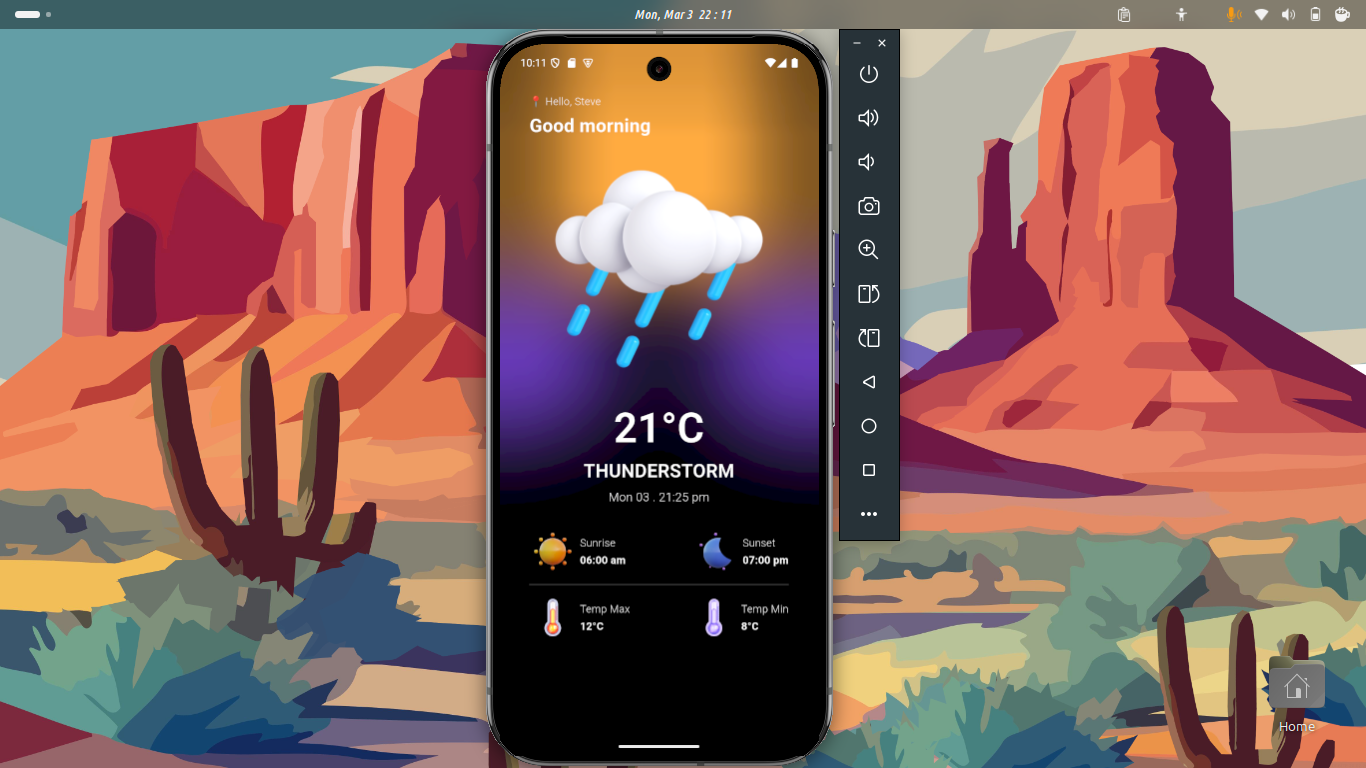 Mon, Mar 3 22 : 11
10:11
📍 Hello, Steve
Good morning
21°C
THUNDERSTORM
Mon 03 . 21:25 pm
Sunrise
06:00 am
Sunset
07:00 pm
Temp Max
12°C
Temp Min
8°C
Home